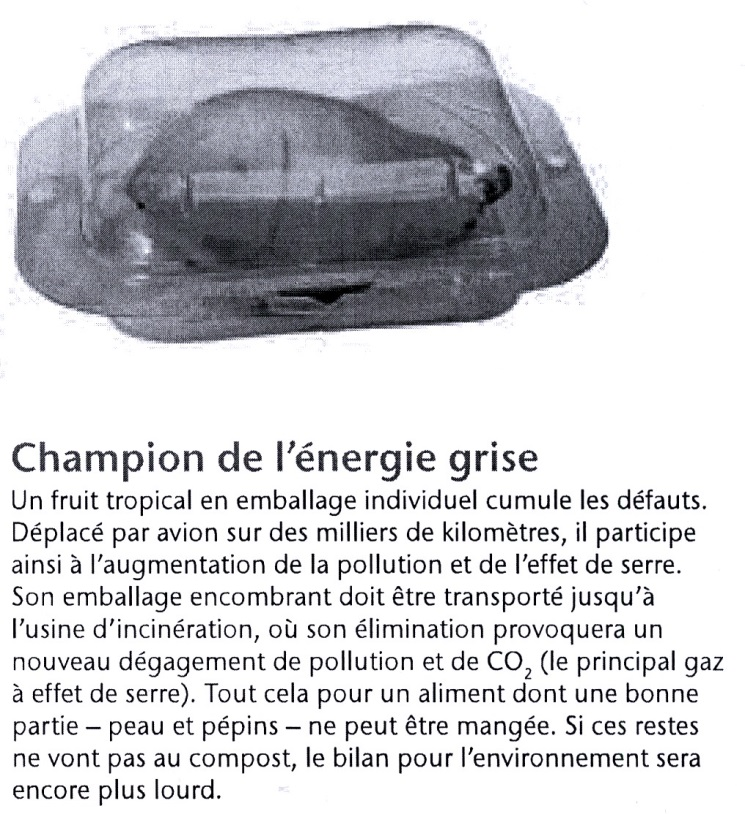 Champion de l'énergie grise
Un fruit tropical en emballage individuel cumule les défauts.
Déplacé par avion sur des milliers de kilomètres, il participe
ainsi à l'augmentation de la pollution et de l'effet de serre.
Son emballage encombrant doit être transporté jusqu'à
l'usine d'incinération, où son élimination provoquera un
nouveau dégagement de pollution et de CO₂ (le principal gaz
à effet de serre). Tout cela pour un aliment dont une bonne
partie – peau et pépins – ne peut être mangée. Si ces restes
ne vont pas au compost, le bilan pour l'environnement sera
encore plus lourd.